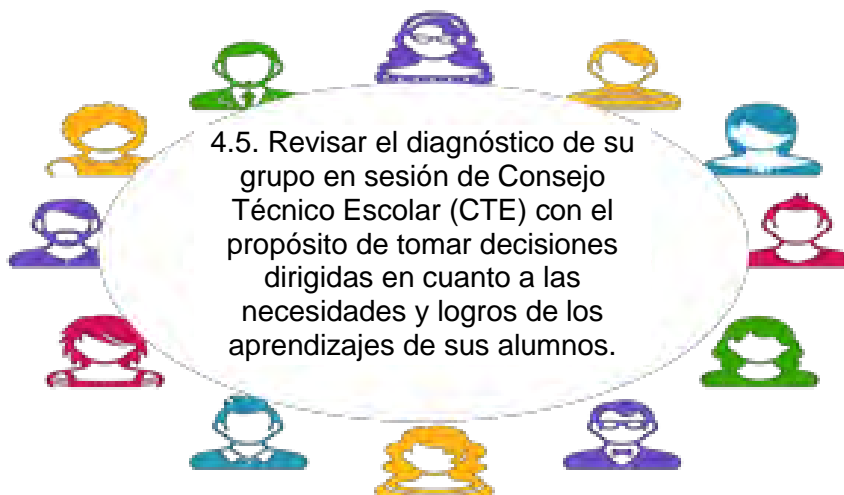 4.5. Revisar el diagnóstico de su
grupo en sesión de Consejo
Técnico Escolar (CTE) con el
propósito de tomar decisiones
dirigidas en cuanto a las
necesidades y logros de los
aprendizajes de sus alumnos.